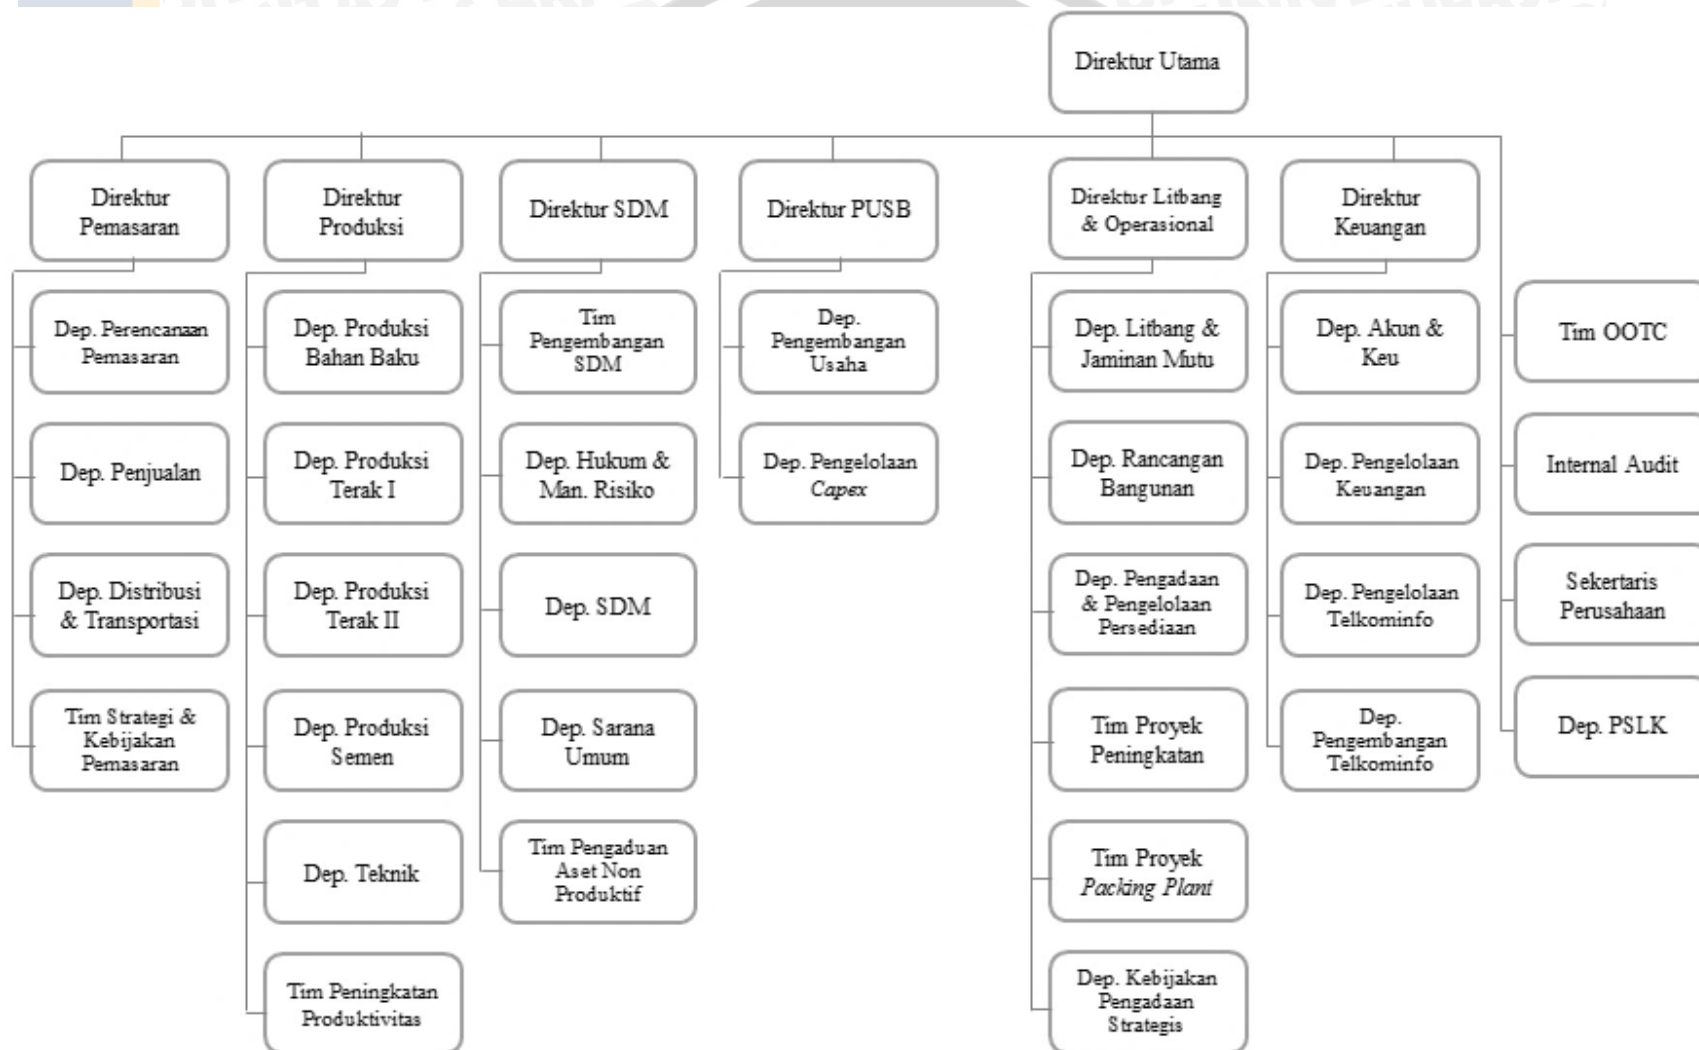 Direktur Utama
Direktur
Pemasaran
Direktur
Produksi
Direktur SDM
Direktur PUSB
Direktur Litbang
& Operasional
Direktur
Keuangan
Dep. Perencanaan
Pemasaran
Dep. Penjualan
Dep. Distribusi
& Transportasi
Tim Strategi &
Kebijakan
Pemasaran
Dep. Produksi
Bahan Baku
Dep. Produksi
Terak I
Dep. Produksi
Terak II
Dep. Produksi
Semen
Dep. Teknik
Tim Peningkatan
Produktivitas
Tim
Pengembangan
SDM
Dep. Hukum &
Man. Risiko
Dep. SDM
Dep. Sarana
Umum
Tim Pengaduan
Aset Non
Produktif
Dep.
Pengembangan
Usaha
Dep. Pengelolaan
Capex
Dep. Litbang &
Jaminan Mutu
Dep. Rancangan
Bangunan
Dep. Pengadaan
& Pengelolaan
Persediaan
Tim Proyek
Peningkatan
Tim Proyek
Packing Plant
Dep. Kebijakan
Pengadaan
Strategis
Dep. Akun &
Keu
Dep. Pengelolaan
Keuangan
Dep. Pengelolaan
Telkominfo
Dep.
Pengembangan
Telkominfo
Tim OOTC
Internal Audit
Sekertaris
Perusahaan
Dep. PSLK